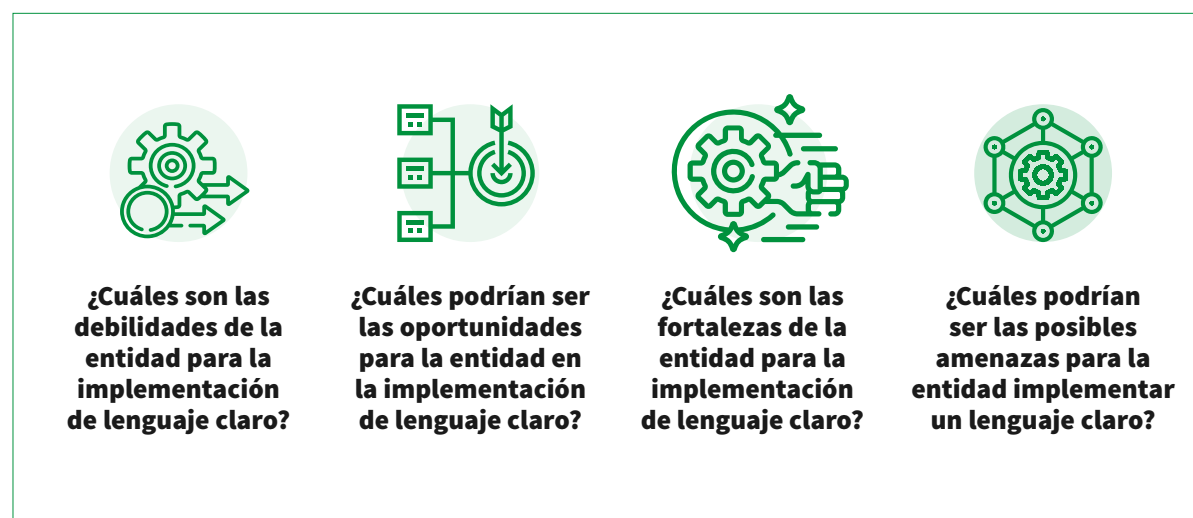 ¿Cuáles son las
debilidades de la
entidad para la
implementación
de lenguaje claro?
¿Cuáles podrían ser
las oportunidades
para la entidad en
la implementación
de lenguaje claro?
¿Cuáles son las
fortalezas de la
entidad para la
implementación
de lenguaje claro?
¿Cuáles podrían
ser las posibles
amenazas para la
entidad implementar
un lenguaje claro?